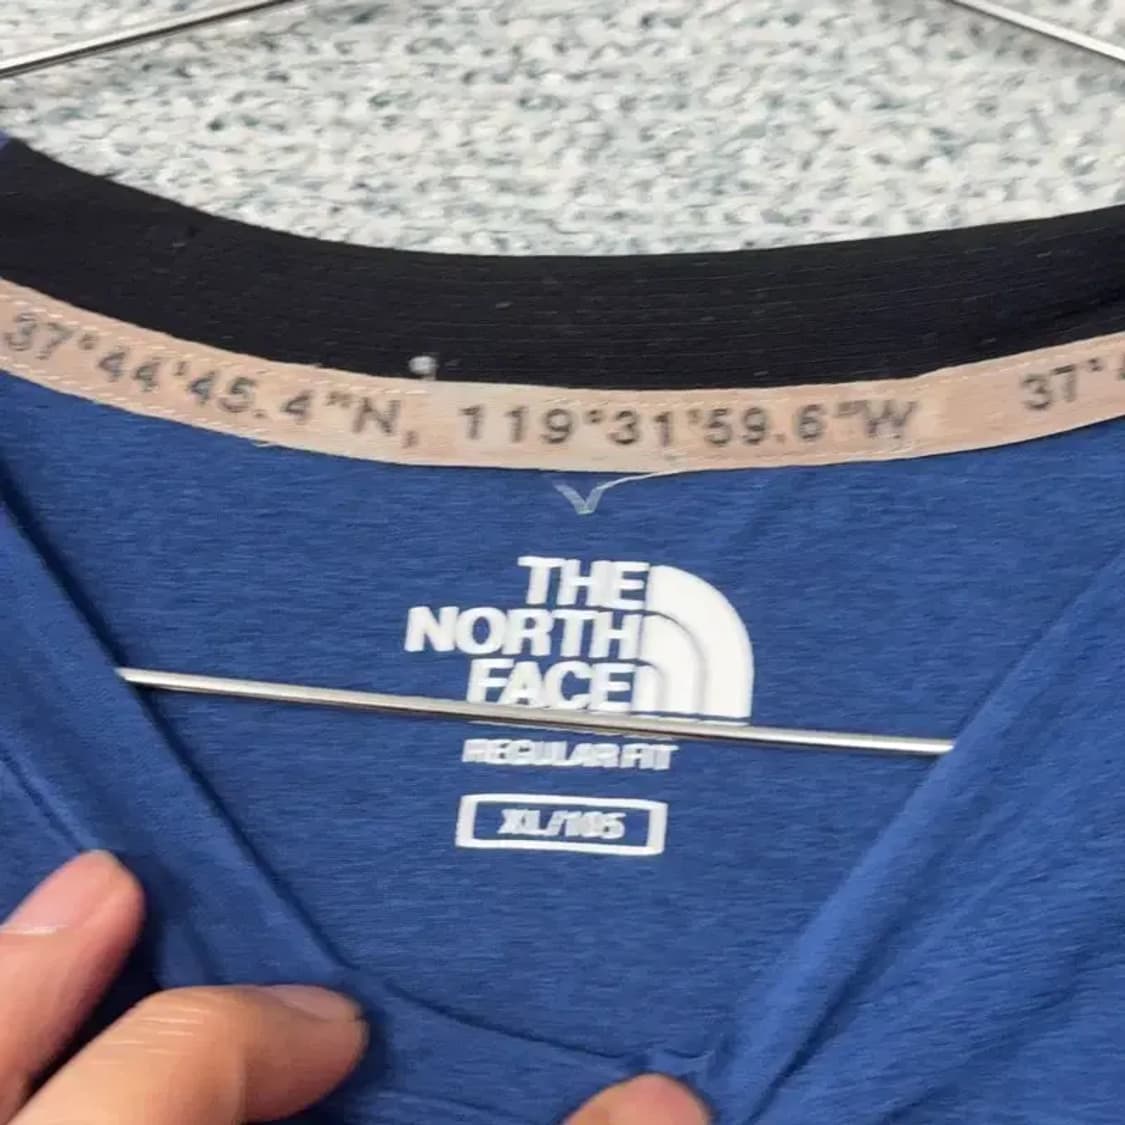 37°44'45.4"N, 119°31'59.6"W 37°
THE
NORTH
FACE
REGULAR FIT
XL/105